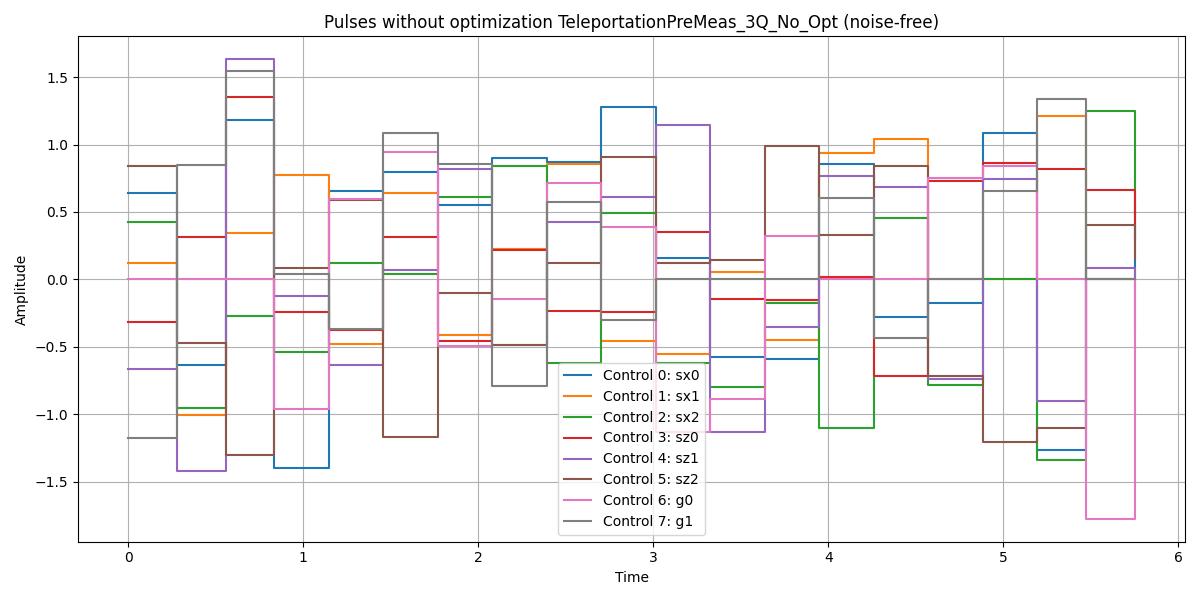 Pulses without optimization TeleportationPreMeas_3Q_No_Opt (noise-free)
Amplitude
1.5
1.0
0.5
0.0
−0.5
−1.0
−1.5
Control 0: sx0
Control 1: sx1
Control 2: sx2
Control 3: sz0
Control 4: sz1
Control 5: sz2
Control 6: g0
Control 7: g1
0 1 2 3 4 5 6
Time